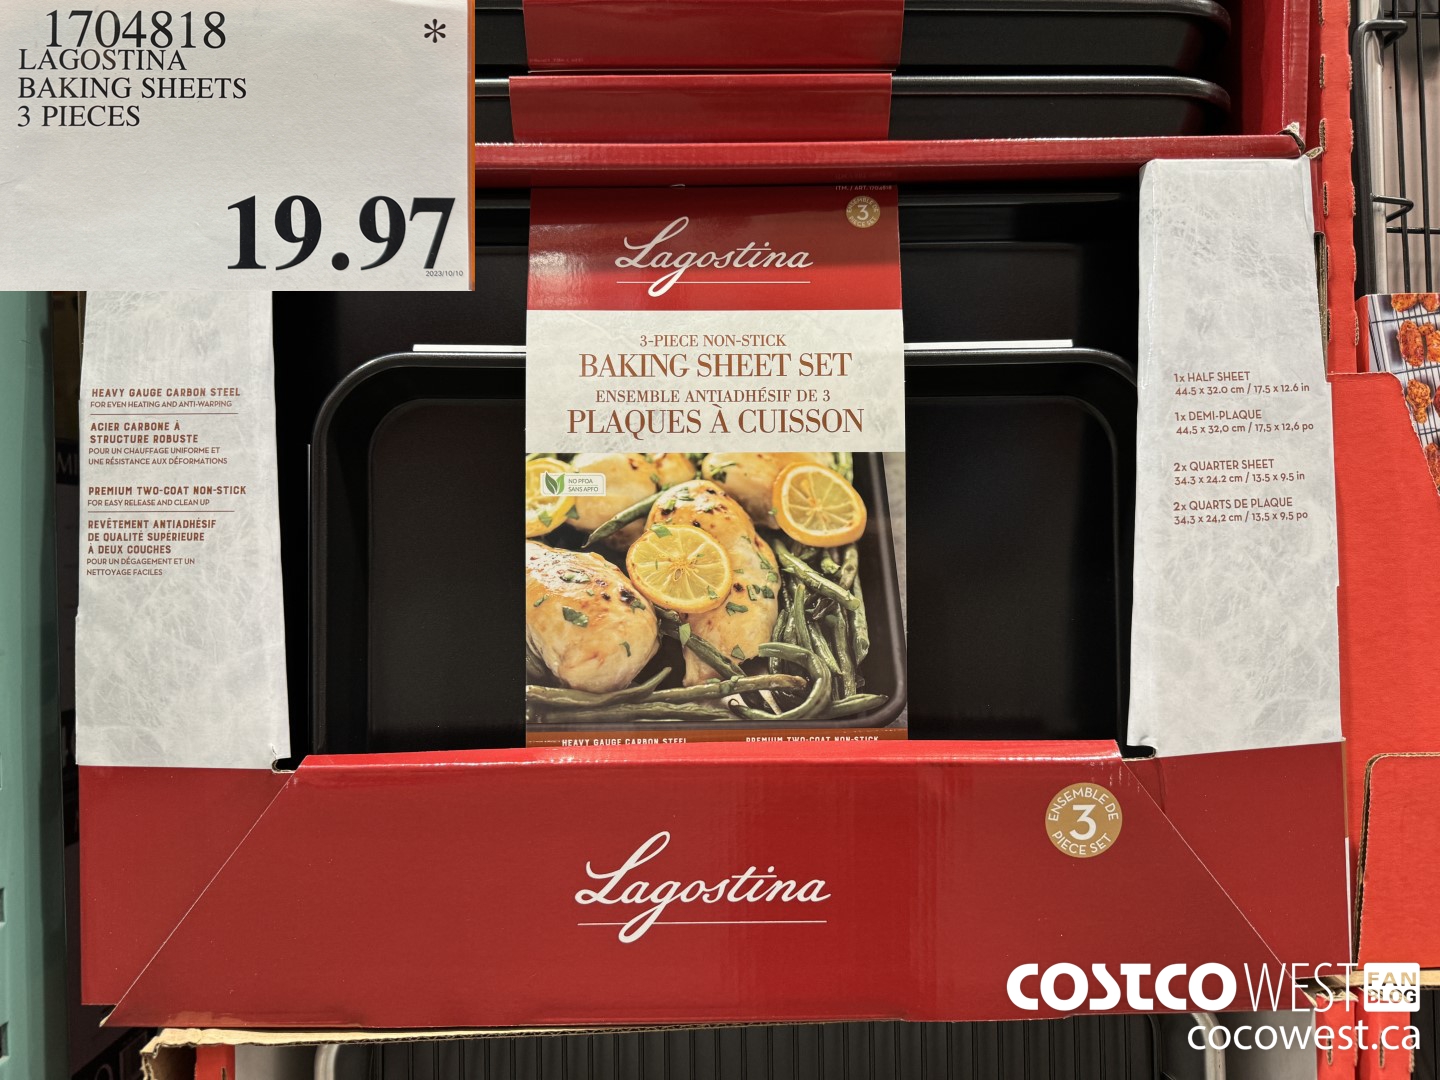 1704818
*
LAGOSTINA
BAKING SHEETS
3 PIECES
19.97
2023/10/10
ITM. / ART. 1704818
ENSEMBLE DE
3
PIECE SET
Lagostina
3-PIECE NON-STICK
BAKING SHEET SET
ENSEMBLE ANTIADHÉSIF DE 3
PLAQUES À CUISSON
NO PFOA
SANS APFO
HEAVY GAUGE CARBON STEEL
PREMIUM TWO-COAT NON-STICK
HEAVY GAUGE CARBON STEEL
FOR EVEN HEATING AND ANTI-WARPING
ACIER CARBONE À
STRUCTURE ROBUSTE
POUR UN CHAUFFAGE UNIFORME ET
UNE RÉSISTANCE AUX DÉFORMATIONS
PREMIUM TWO-COAT NON-STICK
FOR EASY RELEASE AND CLEAN UP
REVÊTEMENT ANTIADHÉSIF
DE QUALITÉ SUPÉRIEURE
À DEUX COUCHES
POUR UN DÉGAGEMENT ET UN
NETTOYAGE FACILES
1x HALF SHEET
44.5 x 32.0 cm / 17.5 x 12.6 in
1x DEMI-PLAQUE
44,5 x 32,0 cm / 17,5 x 12,6 po
2x QUARTER SHEET
34.3 x 24.2 cm / 13.5 x 9.5 in
2x QUARTS DE PLAQUE
34,3 x 24,2 cm / 13,5 x 9,5 po
ENSEMBLE DE
3
PIECE SET
Lagostina
COSTCO WEST FAN BLOG
cocowest.ca